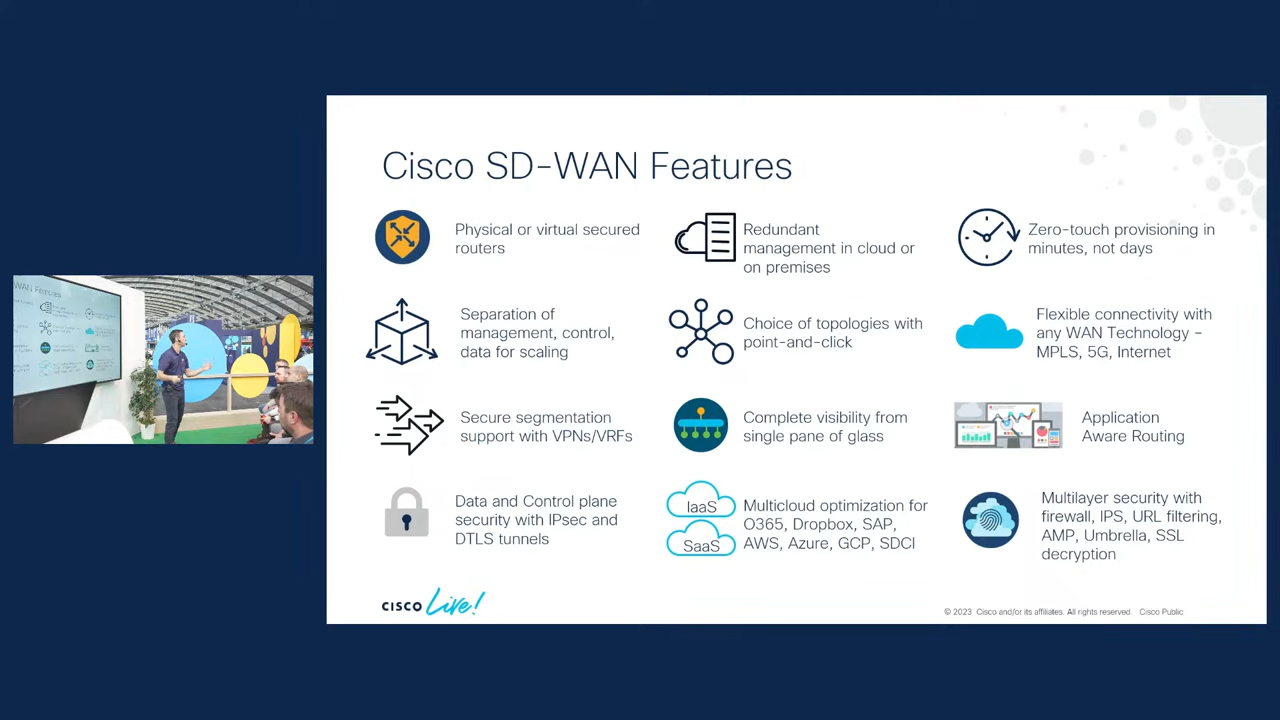 Cisco SD-WAN Features
Physical or virtual secured
routers
Redundant
management in cloud or
on premises
Zero-touch provisioning in
minutes, not days
Separation of
management, control,
data for scaling
Choice of topologies with
point-and-click
Flexible connectivity with
any WAN Technology –
MPLS, 5G, Internet
Secure segmentation
support with VPNs/VRFs
Complete visibility from
single pane of glass
Application
Aware Routing
Data and Control plane
security with IPsec and
DTLS tunnels
IaaS
SaaS
Multicloud optimization for
O365, Dropbox, SAP,
AWS, Azure, GCP, SDCI
Multilayer security with
firewall, IPS, URL filtering,
AMP, Umbrella, SSL
decryption
CISCO Live!
© 2023 Cisco and/or its affiliates. All rights reserved. Cisco Public
WAN Features